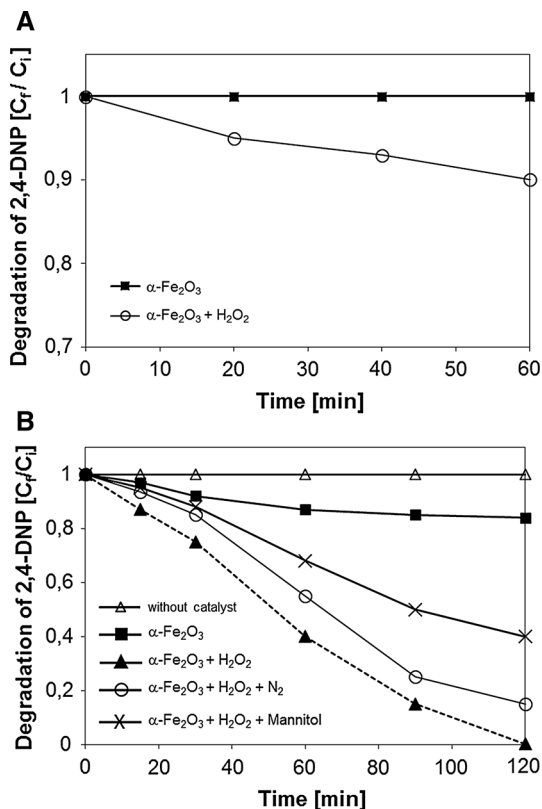 A
Degradation of 2,4-DNP [Cf / Ci]
1
0,9
0,8
0,7
α-Fe₂O₃
α-Fe₂O₃ + H₂O₂
0 20 40 60
Time [min]
B
Degradation of 2,4-DNP [Cf/Ci]
1
0,8
0,6
0,4
0,2
0
without catalyst
α-Fe₂O₃
α-Fe₂O₃ + H₂O₂
α-Fe₂O₃ + H₂O₂ + N₂
α-Fe₂O₃ + H₂O₂ + Mannitol
0 20 40 60 80 100 120
Time [min]